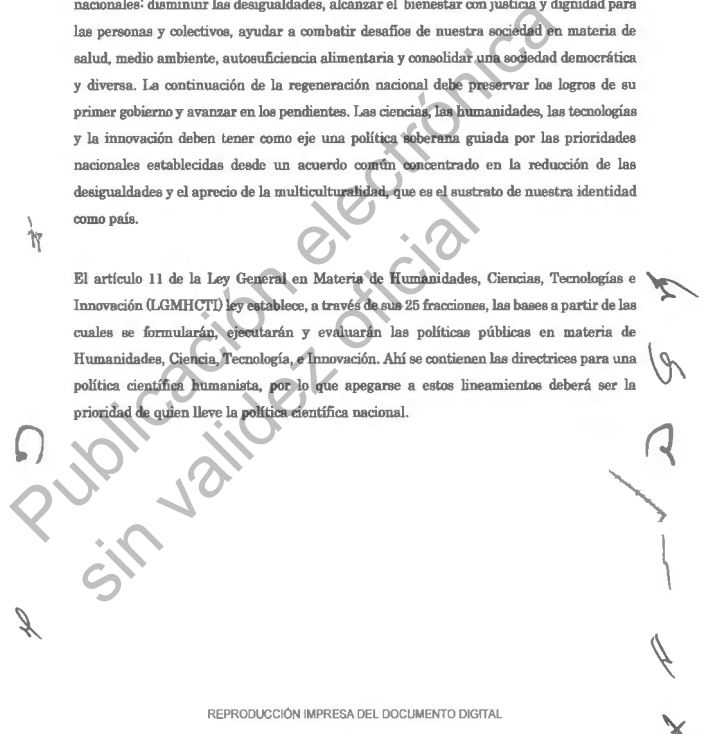 nacionales: disminuir las desigualdades, alcanzar el bienestar con justicia y dignidad para
las personas y colectivos, ayudar a combatir desafíos de nuestra sociedad en materia de
salud, medio ambiente, autosuficiencia alimentaria y consolidar una sociedad democrática
y diversa. La continuación de la regeneración nacional debe preservar los logros de su
primer gobierno y avanzar en los pendientes. Las ciencias, las humanidades, las tecnologías
y la innovación deben tener como eje una política soberana guiada por las prioridades
nacionales establecidas desde un acuerdo común concentrado en la reducción de las
desigualdades y el aprecio de la multiculturalidad, que es el sustrato de nuestra identidad
como país.
El artículo 11 de la Ley General en Materia de Humanidades, Ciencias, Tecnologías e
Innovación (LGMHCTI) ley establece, a través de sus 25 fracciones, las bases a partir de las
cuales se formularán, ejecutarán y evaluarán las políticas públicas en materia de
Humanidades, Ciencia, Tecnología, e Innovación. Ahí se contienen las directrices para una
política científica humanista, por lo que apegarse a estos lineamientos deberá ser la
prioridad de quien lleve la política científica nacional.
Publicación electrónica
sin validez oficial
REPRODUCCIÓN IMPRESA DEL DOCUMENTO DIGITAL